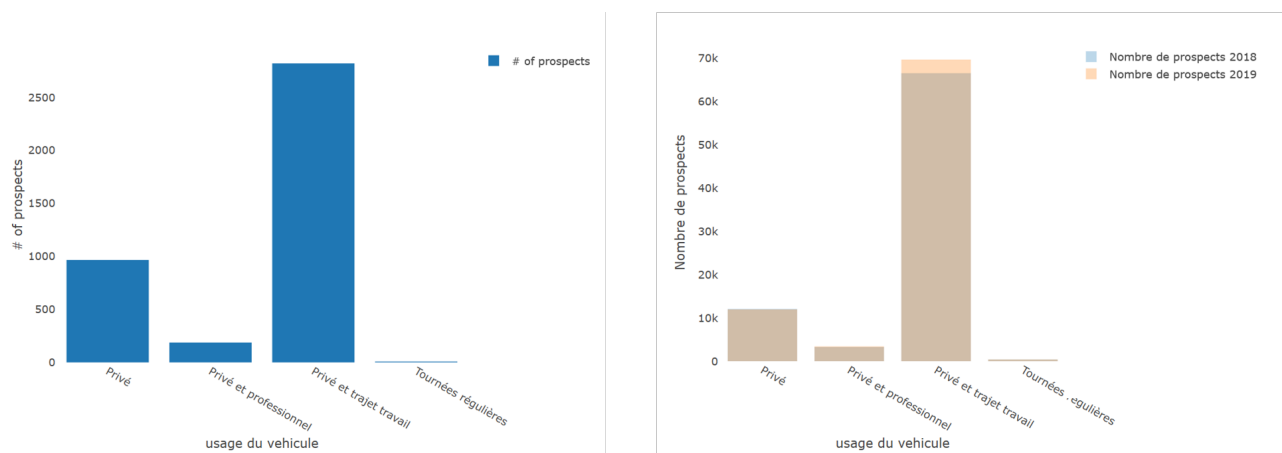 # of prospects
2500
2000
1500
1000
500
0
# of prospects
Privé
Privé et professionnel
Privé et trajet travail
Tournées régulières
usage du vehicule
Nombre de prospects 2018
Nombre de prospects 2019
70k
60k
50k
40k
30k
20k
10k
0
Nombre de prospects
Privé
Privé et professionnel
Privé et trajet travail
Tournées
usage du vehicule